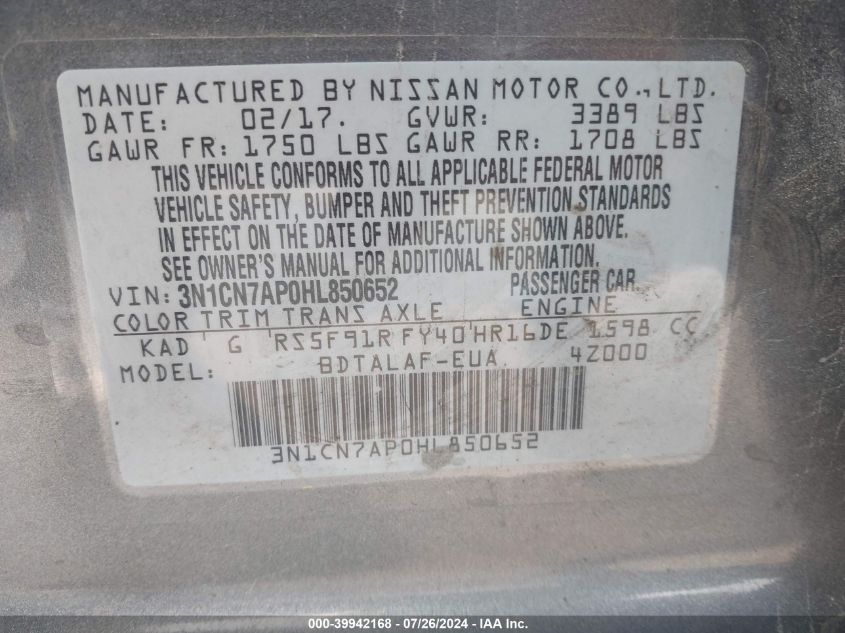 MANUFACTURED BY NISSAN MOTOR CO., LTD.
DATE: 02/17. GVWR: 3389 LBS
GAWR FR: 1750 LBS GAWR RR: 1708 LBS
THIS VEHICLE CONFORMS TO ALL APPLICABLE FEDERAL MOTOR
VEHICLE SAFETY, BUMPER AND THEFT PREVENTION STANDARDS
IN EFFECT ON THE DATE OF MANUFACTURE SHOWN ABOVE.
SEE OWNER'S MANUAL FOR ADDITIONAL INFORMATION.
VIN: 3N1CN7AP0HL850652 PASSENGER CAR.
COLOR TRIM TRANS AXLE ENGINE
KAD G RS5F91R FY40 HR16DE 1598 CC
MODEL: BDTALAF-EUA 4Z000
3N1CN7AP0HL850652
000-39942168 - 07/26/2024 - IAA, Inc.